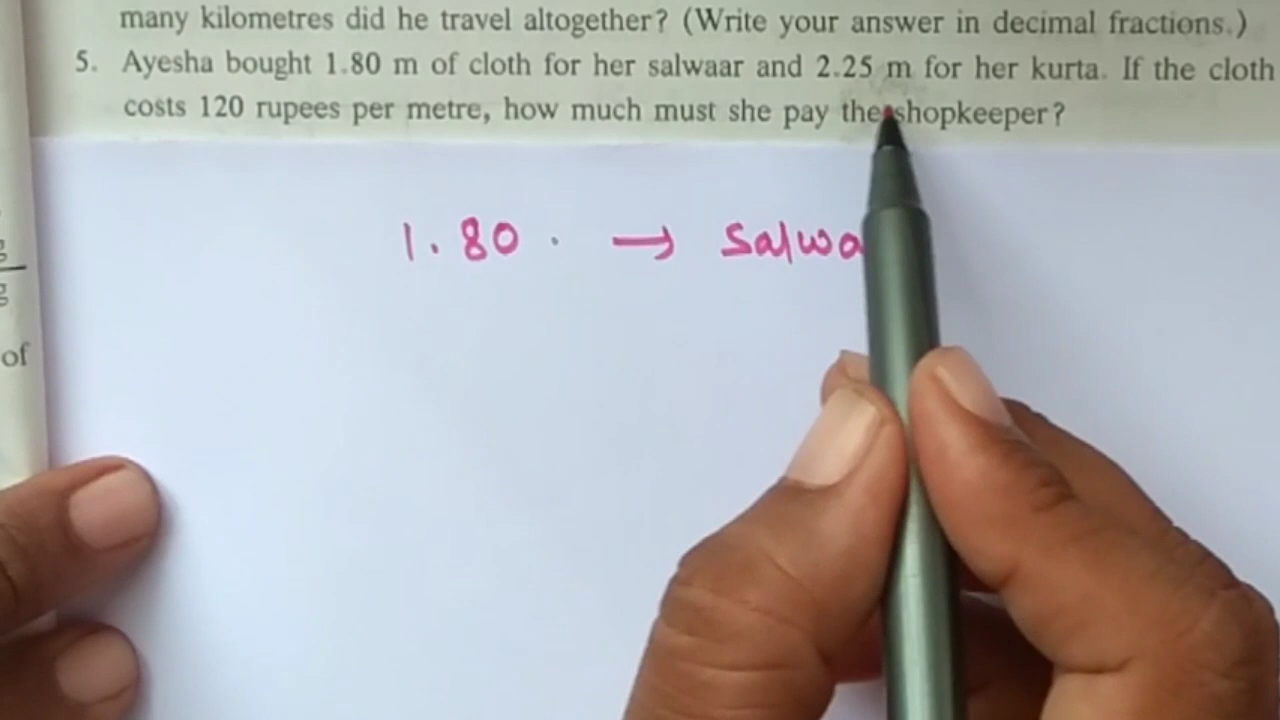 many kilometres did he travel altogether? (Write your answer in decimal fractions.)
5. Ayesha bought 1.80 m of cloth for her salwaar and 2.25 m for her kurta. If the cloth
costs 120 rupees per metre, how much must she pay the shopkeeper?
1.80 . → Salwa
g
g
of